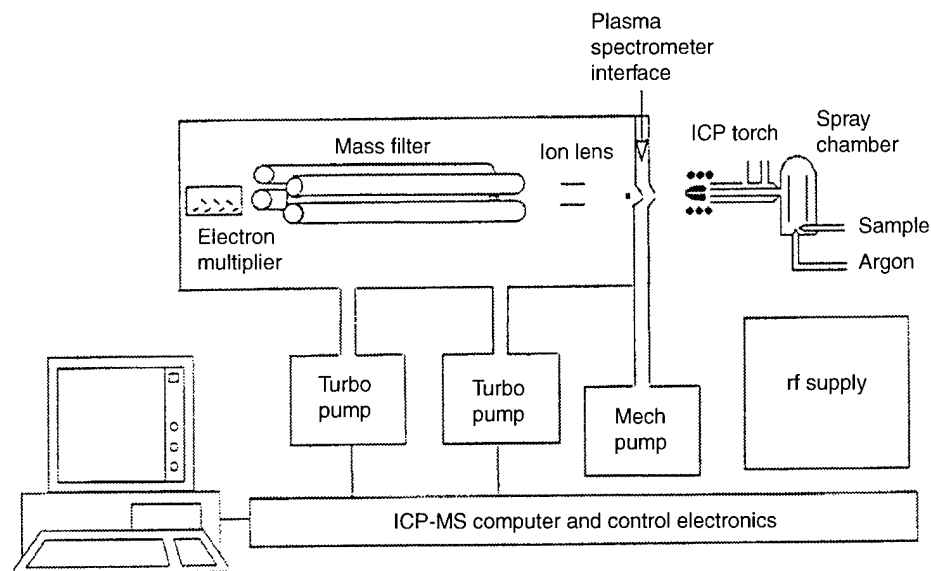 Plasma
spectrometer
interface
Mass filter
Ion lens
ICP torch
Spray
chamber
Electron
multiplier
Sample
Argon
Turbo
pump
Turbo
pump
Mech
pump
rf supply
ICP-MS computer and control electronics